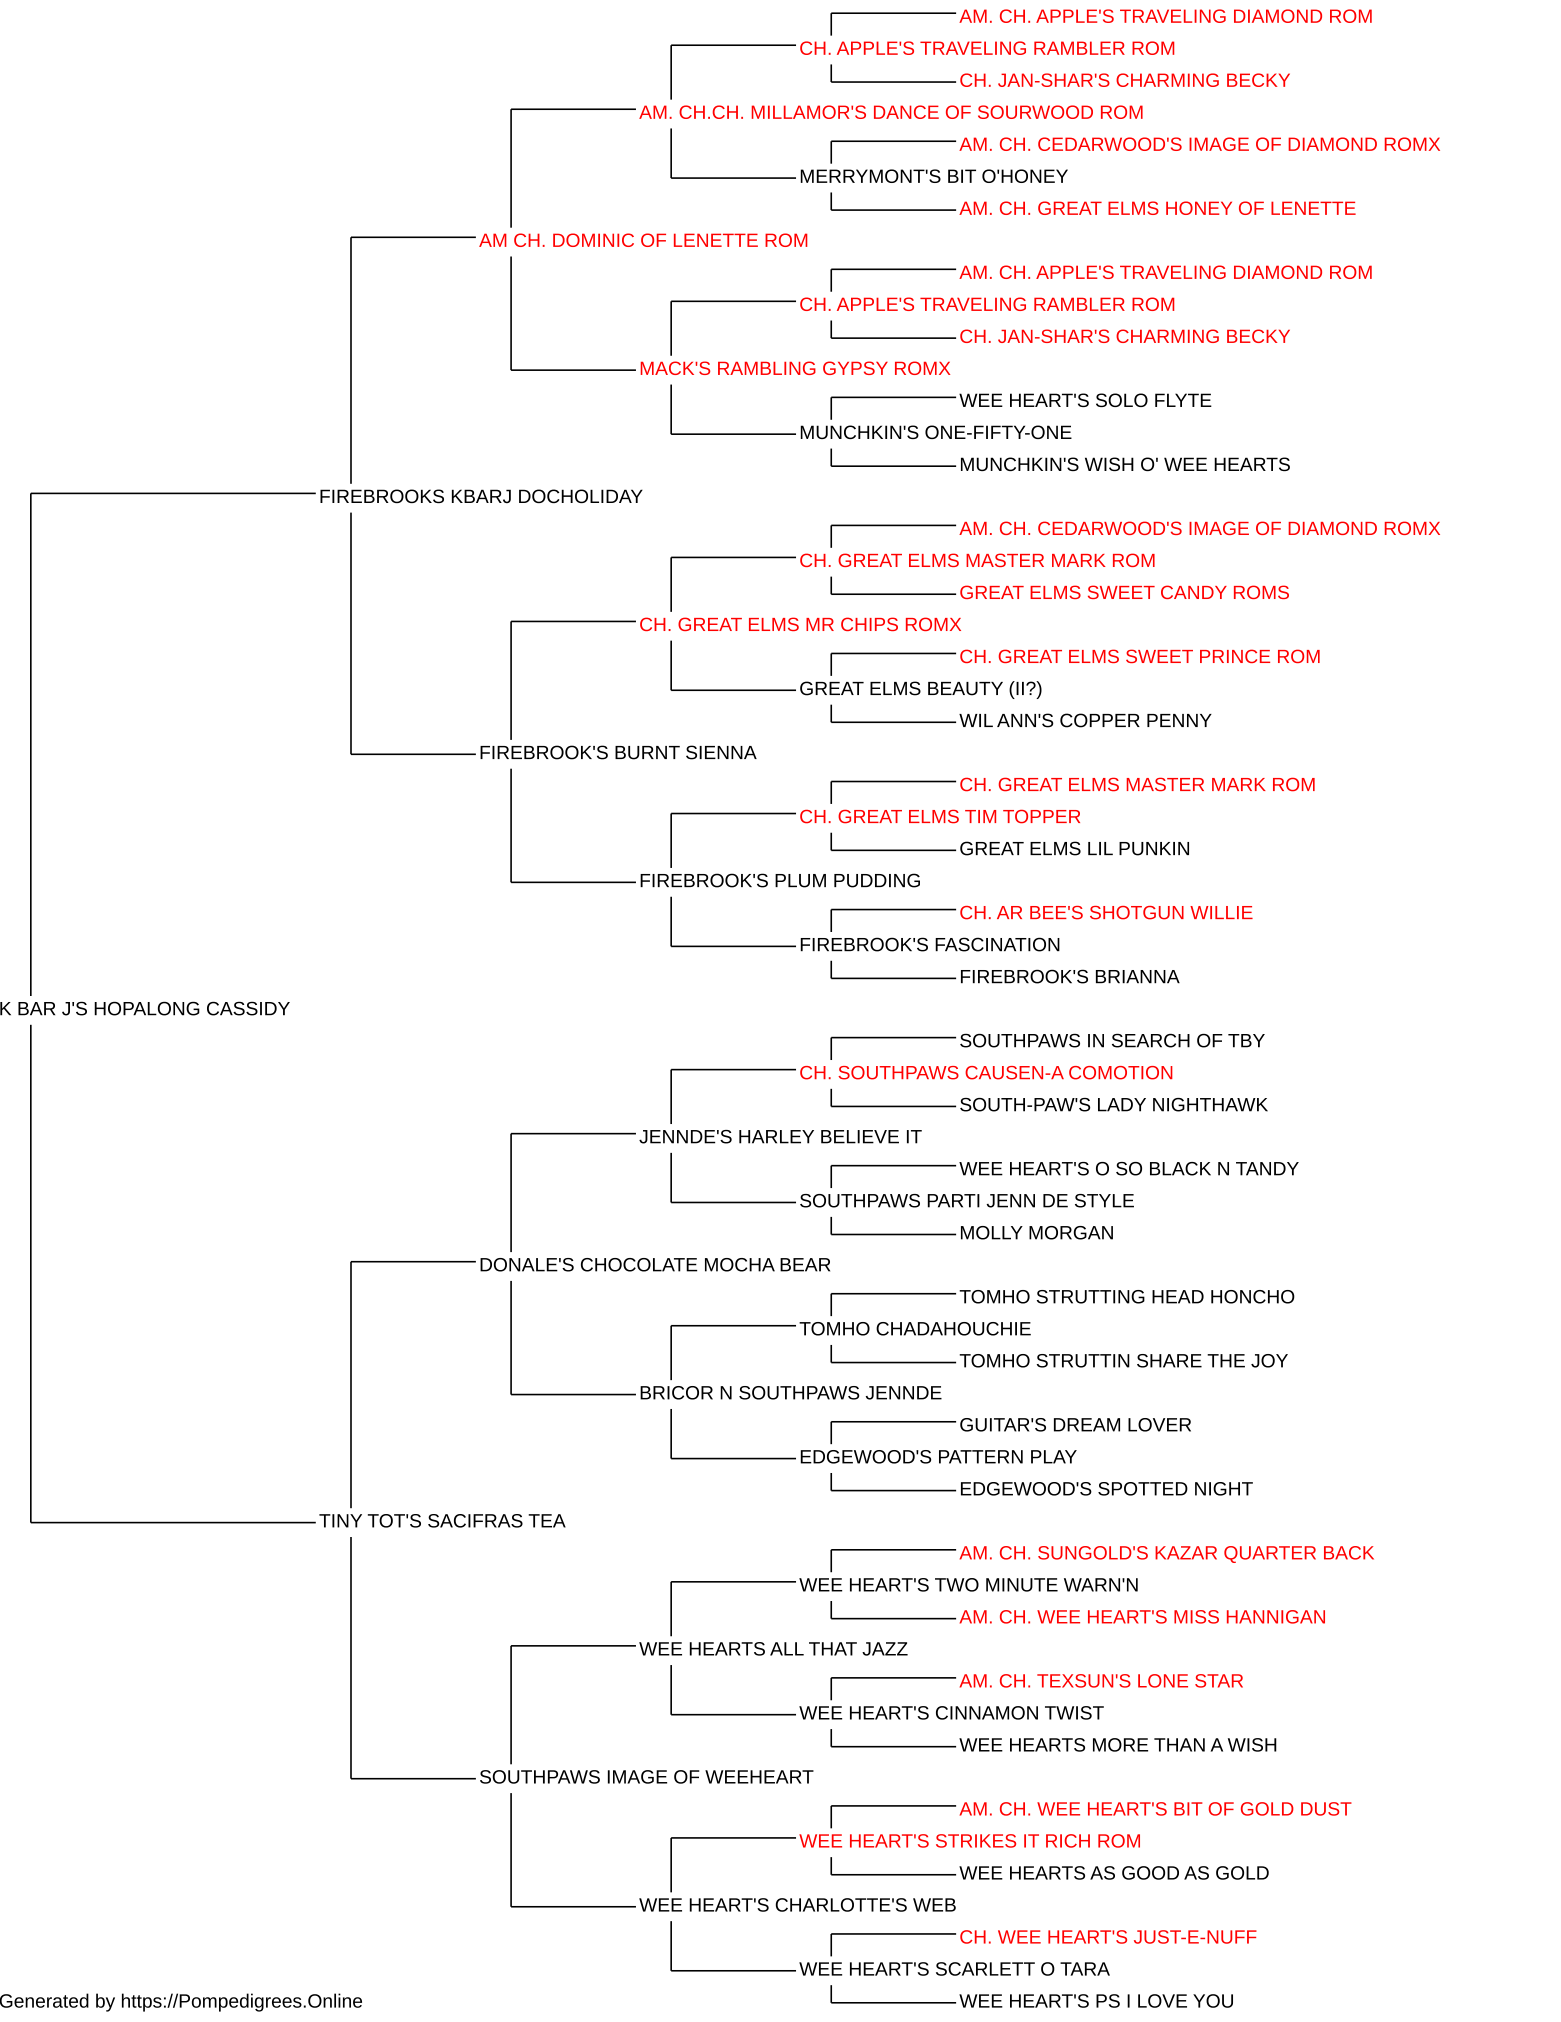 AM. CH. APPLE'S TRAVELING DIAMOND ROM
CH. APPLE'S TRAVELING RAMBLER ROM
CH. JAN-SHAR'S CHARMING BECKY
AM. CH.CH. MILLAMOR'S DANCE OF SOURWOOD ROM
AM. CH. CEDARWOOD'S IMAGE OF DIAMOND ROMX
MERRYMONT'S BIT O'HONEY
AM. CH. GREAT ELMS HONEY OF LENETTE
AM CH. DOMINIC OF LENETTE ROM
AM. CH. APPLE'S TRAVELING DIAMOND ROM
CH. APPLE'S TRAVELING RAMBLER ROM
CH. JAN-SHAR'S CHARMING BECKY
MACK'S RAMBLING GYPSY ROMX
WEE HEART'S SOLO FLYTE
MUNCHKIN'S ONE-FIFTY-ONE
MUNCHKIN'S WISH O' WEE HEARTS
FIREBROOKS KBARJ DOCHOLIDAY
AM. CH. CEDARWOOD'S IMAGE OF DIAMOND ROMX
CH. GREAT ELMS MASTER MARK ROM
GREAT ELMS SWEET CANDY ROMS
CH. GREAT ELMS MR CHIPS ROMX
CH. GREAT ELMS SWEET PRINCE ROM
GREAT ELMS BEAUTY (II?)
WIL ANN'S COPPER PENNY
FIREBROOK'S BURNT SIENNA
CH. GREAT ELMS MASTER MARK ROM
CH. GREAT ELMS TIM TOPPER
GREAT ELMS LIL PUNKIN
FIREBROOK'S PLUM PUDDING
CH. AR BEE'S SHOTGUN WILLIE
FIREBROOK'S FASCINATION
FIREBROOK'S BRIANNA
K BAR J'S HOPALONG CASSIDY
SOUTHPAWS IN SEARCH OF TBY
CH. SOUTHPAWS CAUSEN-A COMOTION
SOUTH-PAW'S LADY NIGHTHAWK
JENNDE'S HARLEY BELIEVE IT
WEE HEART'S O SO BLACK N TANDY
SOUTHPAWS PARTI JENN DE STYLE
MOLLY MORGAN
DONALE'S CHOCOLATE MOCHA BEAR
TOMHO STRUTTING HEAD HONCHO
TOMHO CHADAHOUCHIE
TOMHO STRUTTIN SHARE THE JOY
BRICOR N SOUTHPAWS JENNDE
GUITAR'S DREAM LOVER
EDGEWOOD'S PATTERN PLAY
EDGEWOOD'S SPOTTED NIGHT
TINY TOT'S SACIFRAS TEA
AM. CH. SUNGOLD'S KAZAR QUARTER BACK
WEE HEART'S TWO MINUTE WARN'N
AM. CH. WEE HEART'S MISS HANNIGAN
WEE HEARTS ALL THAT JAZZ
AM. CH. TEXSUN'S LONE STAR
WEE HEART'S CINNAMON TWIST
WEE HEARTS MORE THAN A WISH
SOUTHPAWS IMAGE OF WEEHEART
AM. CH. WEE HEART'S BIT OF GOLD DUST
WEE HEART'S STRIKES IT RICH ROM
WEE HEARTS AS GOOD AS GOLD
WEE HEART'S CHARLOTTE'S WEB
CH. WEE HEART'S JUST-E-NUFF
WEE HEART'S SCARLETT O TARA
WEE HEART'S PS I LOVE YOU
Generated by https://Pompedigrees.Online